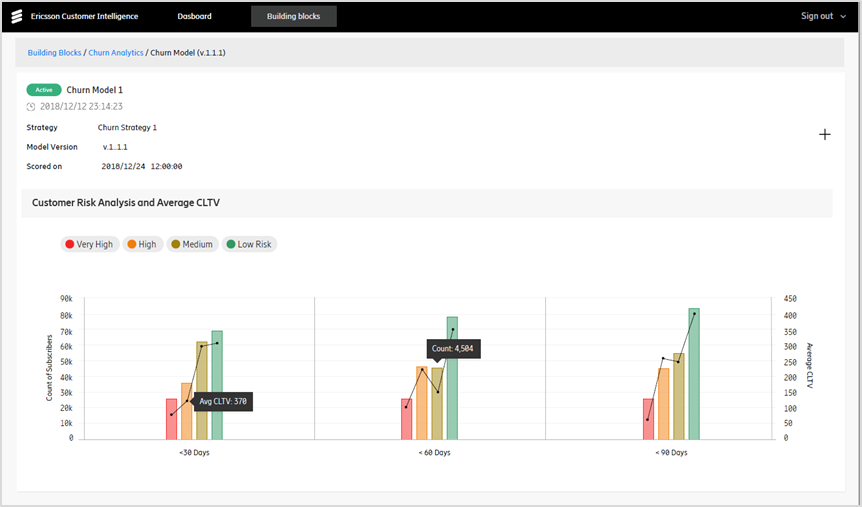 Ericsson Customer Intelligence Dasboard Building blocks Sign out
Building Blocks / Churn Analytics / Churn Model (v.1.1.1)
Active Churn Model 1
2018/12/12 23:14:23
Strategy Churn Strategy 1
Model Version v.1.1.1
Scored on 2018/12/24 12:00:00
Customer Risk Analysis and Average CLTV
Very High High Medium Low Risk
Count of Subscribers
90k
80k
70k
60k
50k
40k
30k
20k
10k
0
Avg CLTV: 370
Count: 4,504
450
400
350
300
250
200
150
100
50
0
Average CLTV
<30 Days < 60 Days < 90 Days